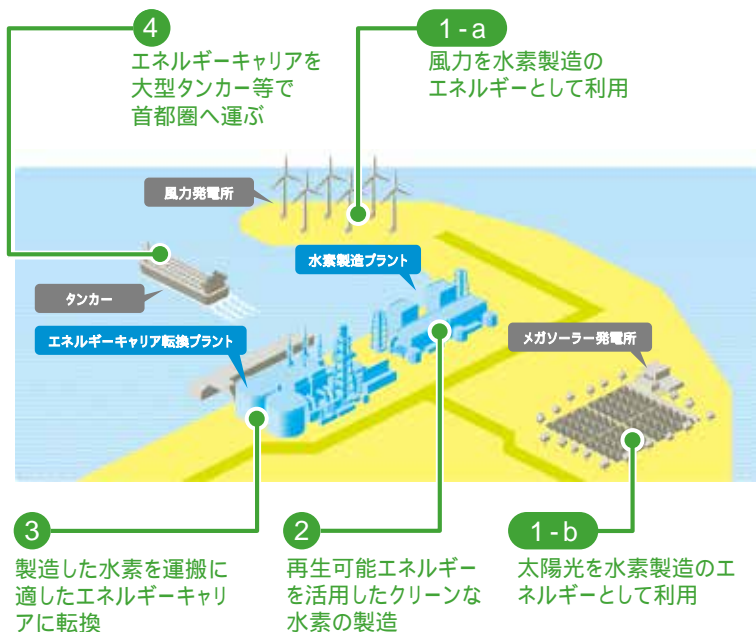 4
エネルギーキャリアを
大型タンカー等で
首都圏へ運ぶ
1-a
風力を水素製造の
エネルギーとして利用
風力発電所
水素製造プラント
タンカー
エネルギーキャリア転換プラント
メガソーラー発電所
3
製造した水素を運搬に
適したエネルギーキャリ
アに転換
2
再生可能エネルギー
を活用したクリーンな
水素の製造
1-b
太陽光を水素製造のエ
ネルギーとして利用